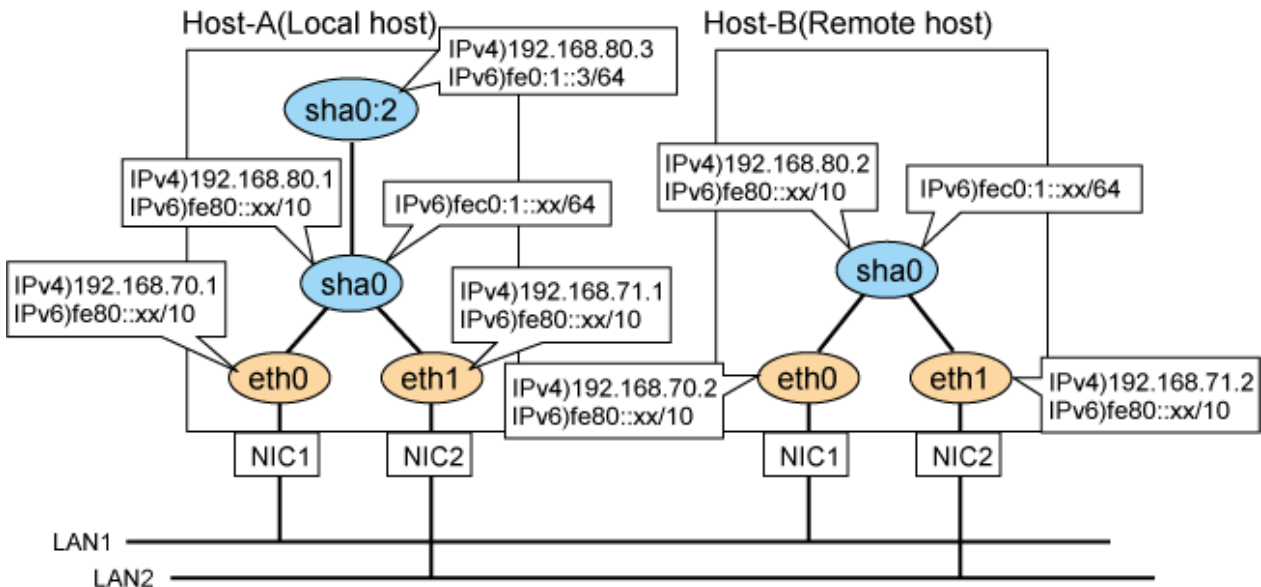 Host-A(Local host)
Host-B(Remote host)
IPv4)192.168.80.3
IPv6)fe0:1::3/64
sha0:2
IPv4)192.168.80.1
IPv6)fe80::xx/10
IPv6)fec0:1::xx/64
IPv4)192.168.80.2
IPv6)fe80::xx/10
IPv6)fec0:1::xx/64
sha0
sha0
IPv4)192.168.70.1
IPv6)fe80::xx/10
IPv4)192.168.71.1
IPv6)fe80::xx/10
eth0
eth1
IPv4)192.168.70.2
IPv6)fe80::xx/10
eth0
eth1
IPv4)192.168.71.2
IPv6)fe80::xx/10
NIC1
NIC2
NIC1
NIC2
LAN1
LAN2